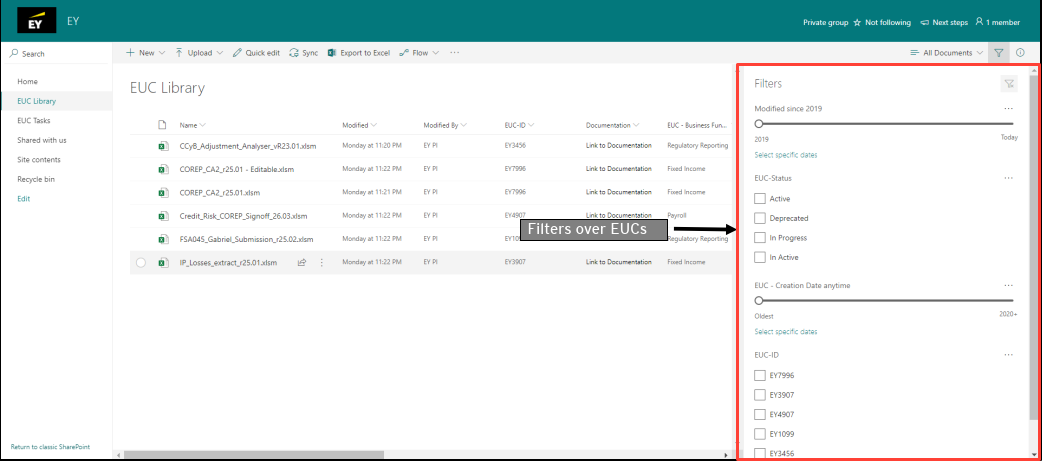 EY EY
Private group Not following Next steps 1 member
Search
New Upload Quick edit Sync Export to Excel Flow ... All Documents
Home
EUC Library
EUC Tasks
Shared with us
Site contents
Recycle bin
Edit
Return to classic SharePoint
EUC Library
Name Modified Modified By EUC-ID Documentation EUC - Business Fun...
CCyB_Adjustment_Analyser_vR23.01.xlsm Monday at 11:20 PM EY PI EY3456 Link to Documentation Regulatory Reporting
COREP_CA2_r25.01 - Editable.xlsm Monday at 11:22 PM EY PI EY7996 Link to Documentation Fixed Income
COREP_CA2_r25.01.xlsm Monday at 11:21 PM EY PI EY7996 Link to Documentation Fixed Income
Credit_Risk_COREP_Signoff_26.03.xlsm Monday at 11:22 PM EY PI EY4907 Link to Documentation Payroll
FSA045_Gabriel_Submission_r25.02.xlsm Monday at 11:22 PM EY PI Regulatory Reporting
IP_Losses_extract_r25.01.xlsm Monday at 11:22 PM EY PI EY3907 Link to Documentation Fixed Income
Filters over EUCs
Filters
Modified since 2019 ...
2019 Today
Select specific dates
EUC-Status ...
Active
Deprecated
In Progress
In Active
EUC - Creation Date anytime ...
Oldest 2020+
Select specific dates
EUC-ID ...
EY7996
EY3907
EY4907
EY1099
EY3456